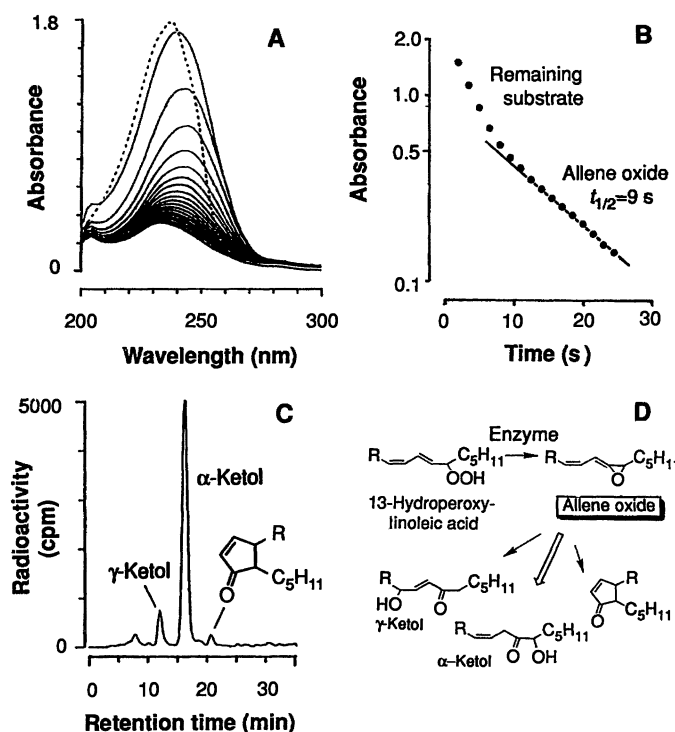 A
1.8
Absorbance
0
200
250
300
Wavelength (nm)
B
2.0
1.0
0.5
0.1
Absorbance
Remaining
substrate
Allene oxide
t1/2=9 s
0
10
20
30
Time (s)
C
5000
Radioactivity
(cpm)
0
α-Ketol
γ-Ketol
R
C5H11
O
0
10
20
30
Retention time (min)
D
Enzyme
R
C5H11
OOH
R
C5H11
O
13-Hydroperoxy-
linoleic acid
Allene oxide
R
C5H11
HO
O
γ-Ketol
R
C5H11
O
OH
α-Ketol
R
C5H11
O